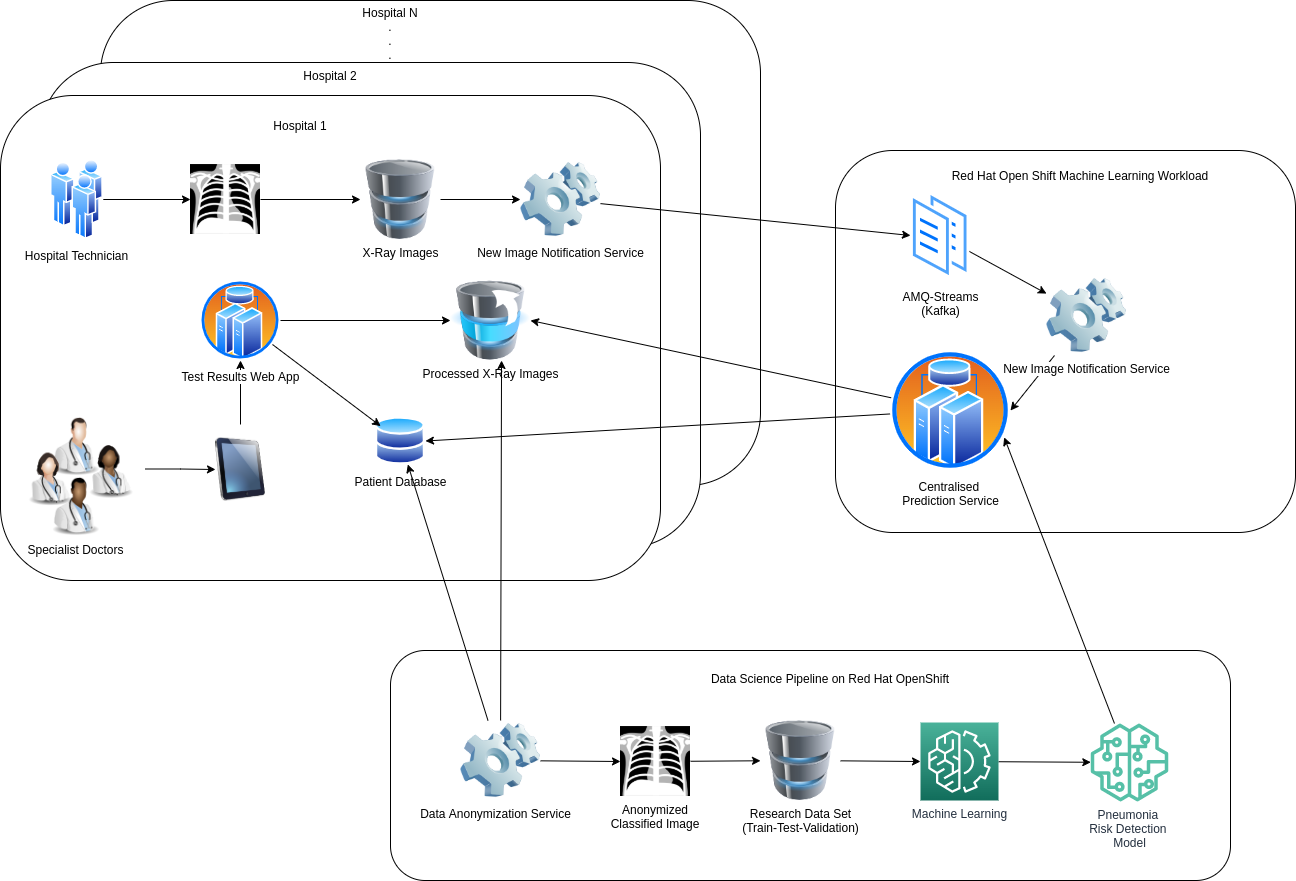 Hospital N
.
.
.
Hospital 2
Hospital 1
Hospital Technician
X-Ray Images
New Image Notification Service
Test Results Web App
Processed X-Ray Images
Patient Database
Specialist Doctors
Red Hat Open Shift Machine Learning Workload
AMQ-Streams
(Kafka)
New Image Notification Service
Centralised
Prediction Service
Data Science Pipeline on Red Hat OpenShift
Data Anonymization Service
Anonymized
Classified Image
Research Data Set
(Train-Test-Validation)
Machine Learning
Pneumonia
Risk Detection
Model